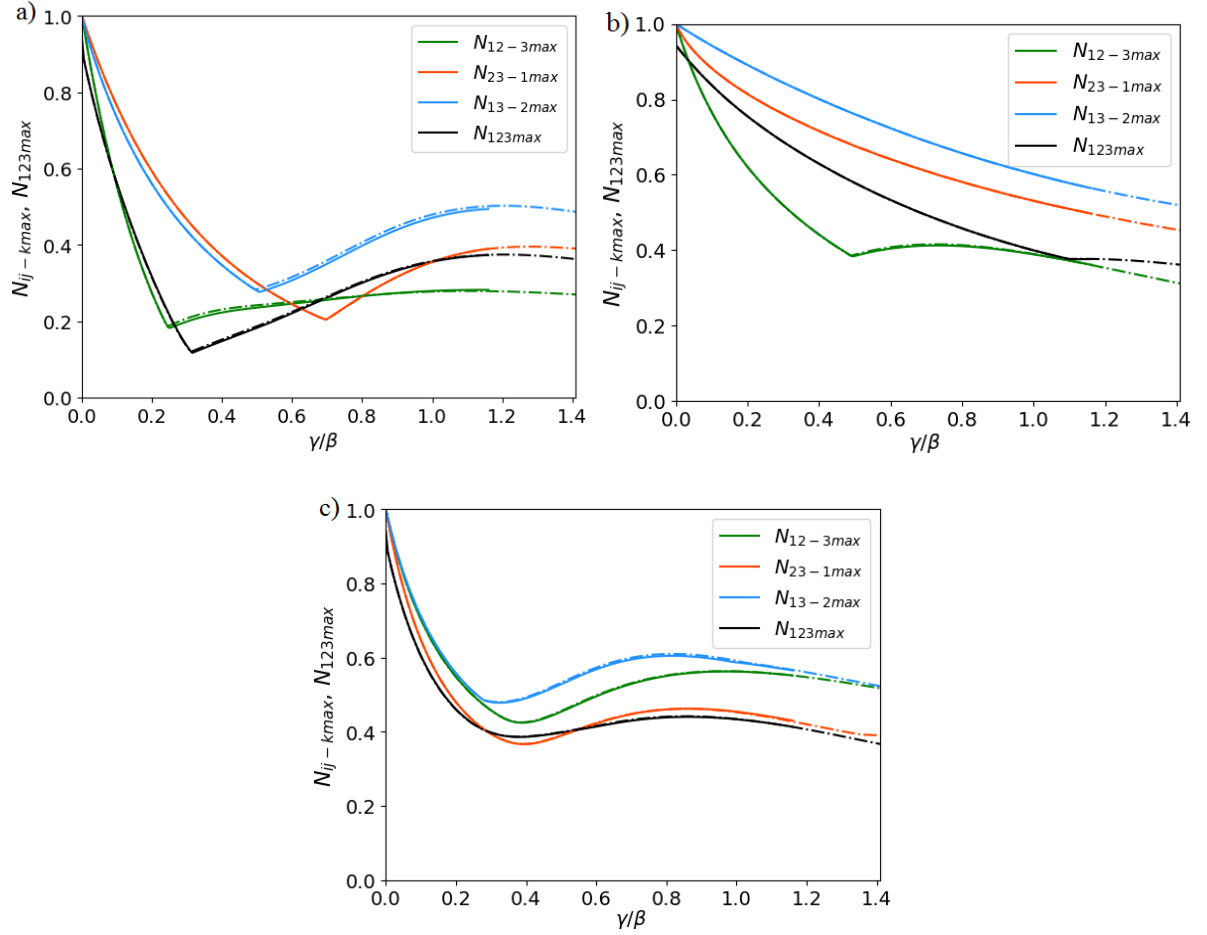 a)
1.0
0.8
0.6
0.4
0.2
0.0
N_{ij-kmax}, N_{123max}
N_{12-3max}
N_{23-1max}
N_{13-2max}
N_{123max}
0.0 0.2 0.4 0.6 0.8 1.0 1.2 1.4
γ/β
b)
1.0
0.8
0.6
0.4
0.2
0.0
N_{ij-kmax}, N_{123max}
N_{12-3max}
N_{23-1max}
N_{13-2max}
N_{123max}
0.0 0.2 0.4 0.6 0.8 1.0 1.2 1.4
γ/β
c)
1.0
0.8
0.6
0.4
0.2
0.0
N_{ij-kmax}, N_{123max}
N_{12-3max}
N_{23-1max}
N_{13-2max}
N_{123max}
0.0 0.2 0.4 0.6 0.8 1.0 1.2 1.4
γ/β